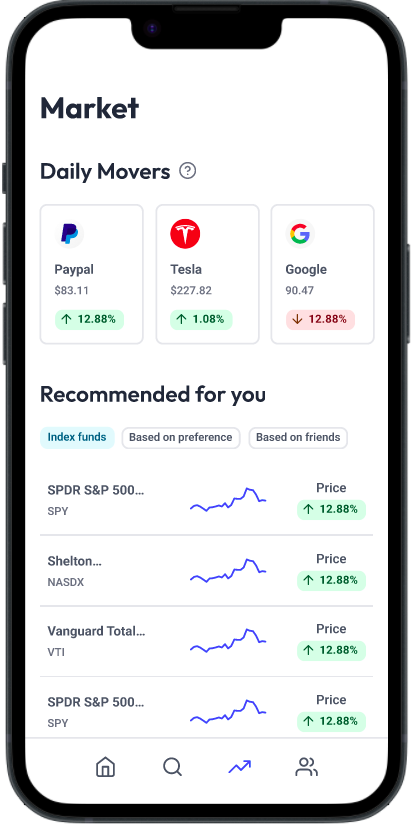 Market
Daily Movers ?
Paypal
$83.11
↑ 12.88%
Tesla
$227.82
↑ 1.08%
Google
90.47
↓ 12.88%
Recommended for you
Index funds
Based on preference
Based on friends
SPDR S&P 500...
SPY
Price
↑ 12.88%
Shelton...
NASDX
Price
↑ 12.88%
Vanguard Total...
VTI
Price
↑ 12.88%
SPDR S&P 500...
SPY
Price
↑ 12.88%